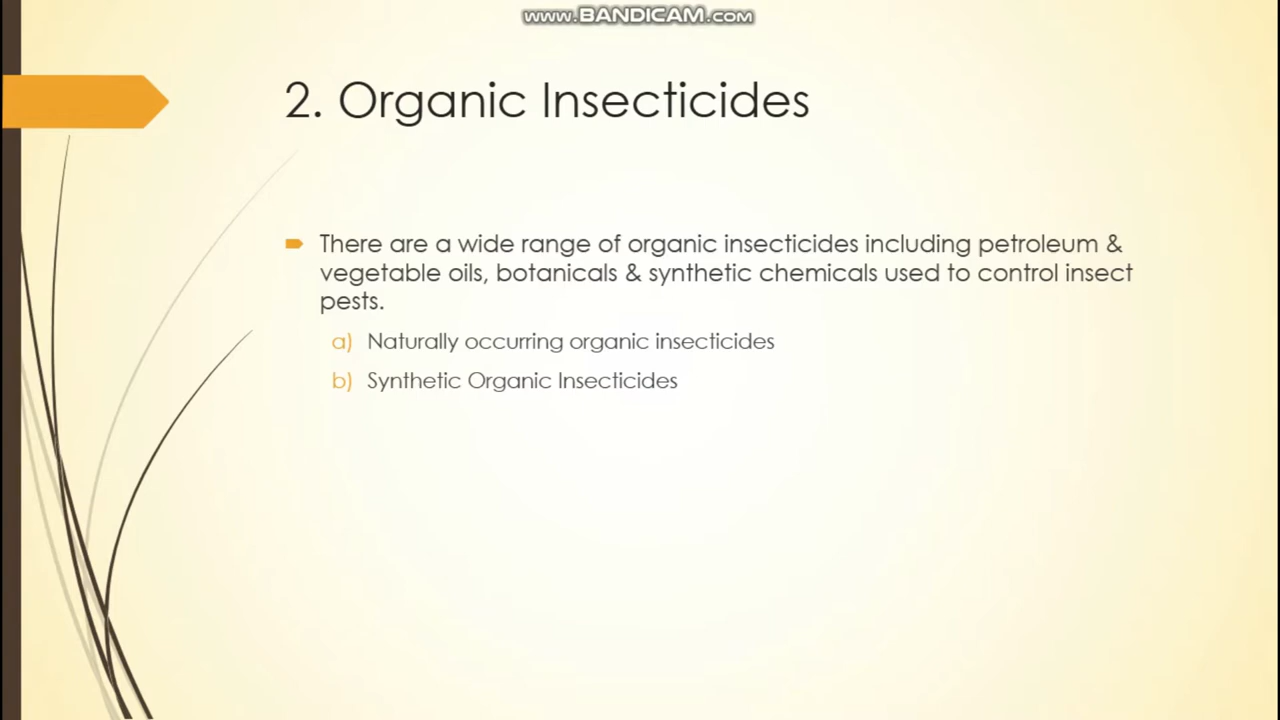 www.BANDICAM.com
2. Organic Insecticides
There are a wide range of organic insecticides including petroleum &
vegetable oils, botanicals & synthetic chemicals used to control insect
pests.
a) Naturally occurring organic insecticides
b) Synthetic Organic Insecticides